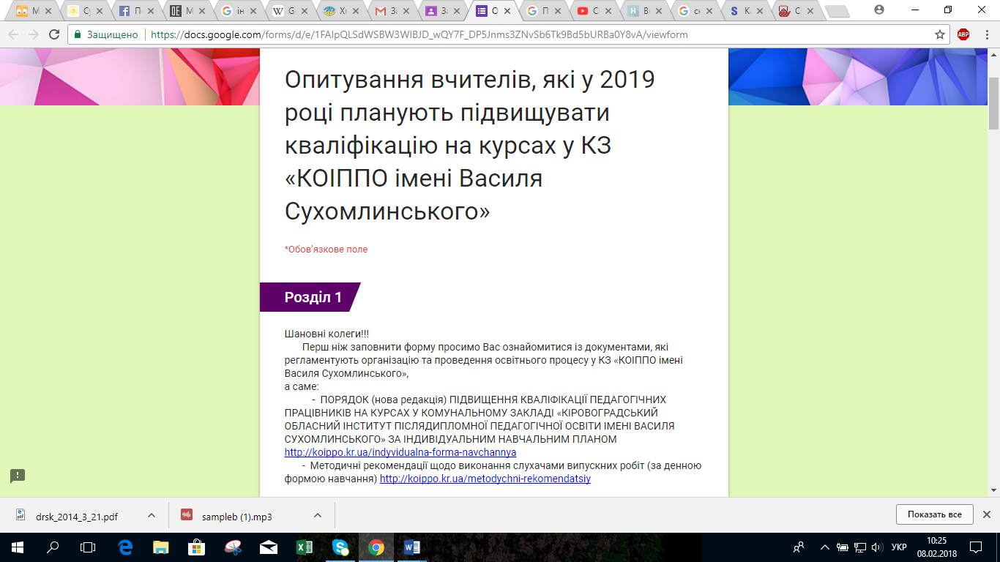 М Су П М ін G Хм За За О П С Ві сн Ка С
Защищено https://docs.google.com/forms/d/e/1FAIpQLSdWSBW3WIBJD_wQY7F_DP5Jnms3ZNvSb6Tk9Bd5bURBa0Y8vA/viewform ABP
Опитування вчителів, які у 2019
році планують підвищувати
кваліфікацію на курсах у КЗ
«КОІППО імені Василя
Сухомлинського»
*Обов'язкове поле
Розділ 1
Шановні колеги!!!
Перш ніж заповнити форму просимо Вас ознайомитися із документами, які
регламентують організацію та проведення освітнього процесу у КЗ «КОІППО імені
Василя Сухомлинського»,
а саме:
- ПОРЯДОК (нова редакція) ПІДВИЩЕННЯ КВАЛІФІКАЦІЇ ПЕДАГОГІЧНИХ
ПРАЦІВНИКІВ НА КУРСАХ У КОМУНАЛЬНОМУ ЗАКЛАДІ «КІРОВОГРАДСЬКИЙ
ОБЛАСНИЙ ІНСТИТУТ ПІСЛЯДИПЛОМНОЇ ПЕДАГОГІЧНОЇ ОСВІТИ ІМЕНІ ВАСИЛЯ
СУХОМЛИНСЬКОГО» ЗА ІНДИВІДУАЛЬНИМ НАВЧАЛЬНИМ ПЛАНОМ
http://koippo.kr.ua/indyvidualna-forma-navchannya
- Методичні рекомендації щодо виконання слухачами випускних робіт (за денною
формою навчання) http://koippo.kr.ua/metodychni-rekomendatsiy
drsk_2014_3_21.pdf sampleb (1).mp3 Показать все
УКР 10:25
08.02.2018